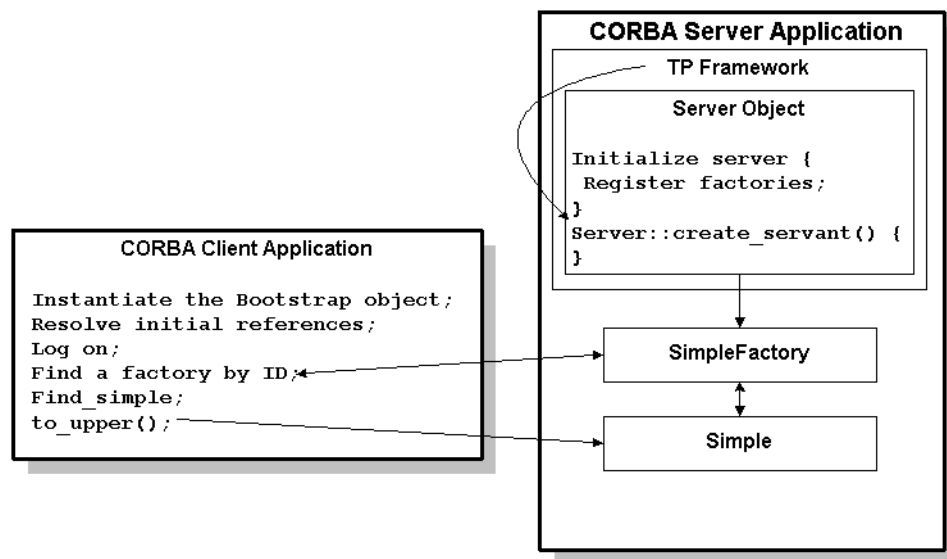 CORBA Server Application
TP Framework
Server Object
Initialize server {
Register factories;
}
Server::create_servant() {
}
CORBA Client Application
Instantiate the Bootstrap object;
Resolve initial references;
Log on;
Find a factory by ID;
Find_simple;
to_upper();
SimpleFactory
Simple